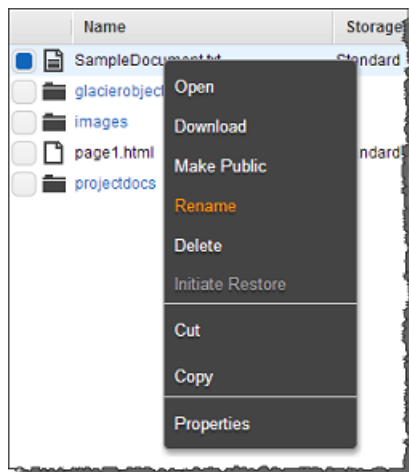 Name Storage
SampleDocument.txt Standard
glacierobject
images
page1.html
projectdocs
Open
Download
Make Public
Rename
Delete
Initiate Restore
Cut
Copy
Properties